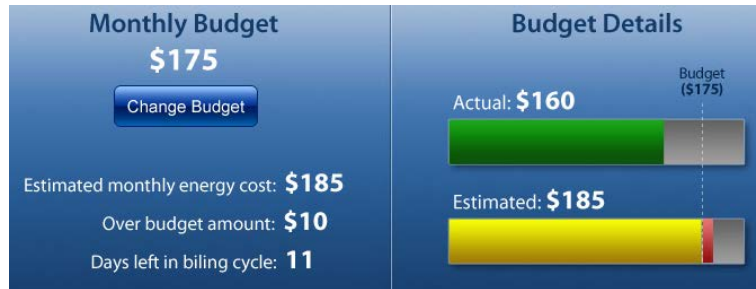 Monthly Budget
$175
Change Budget
Estimated monthly energy cost: $185
Over budget amount: $10
Days left in biling cycle: 11
Budget Details
Budget
($175)
Actual: $160
Estimated: $185